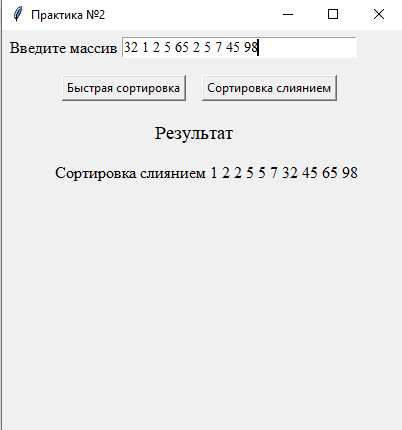 Практика №2
Введите массив 32 1 2 5 65 2 5 7 45 98
Быстрая сортировка Сортировка слиянием
Результат
Сортировка слиянием 1 2 2 5 5 7 32 45 65 98